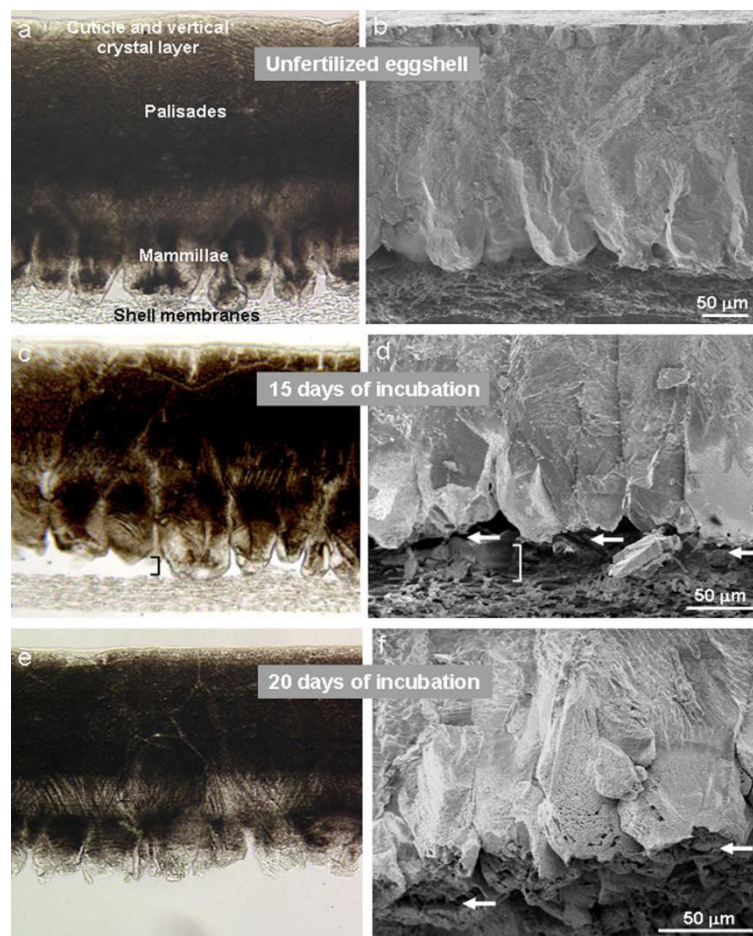 a
Cuticle and vertical
crystal layer
b
Unfertilized eggshell
Palisades
Mammillae
Shell membranes
50 μm
c
d
15 days of incubation
50 μm
e
f
20 days of incubation
50 μm